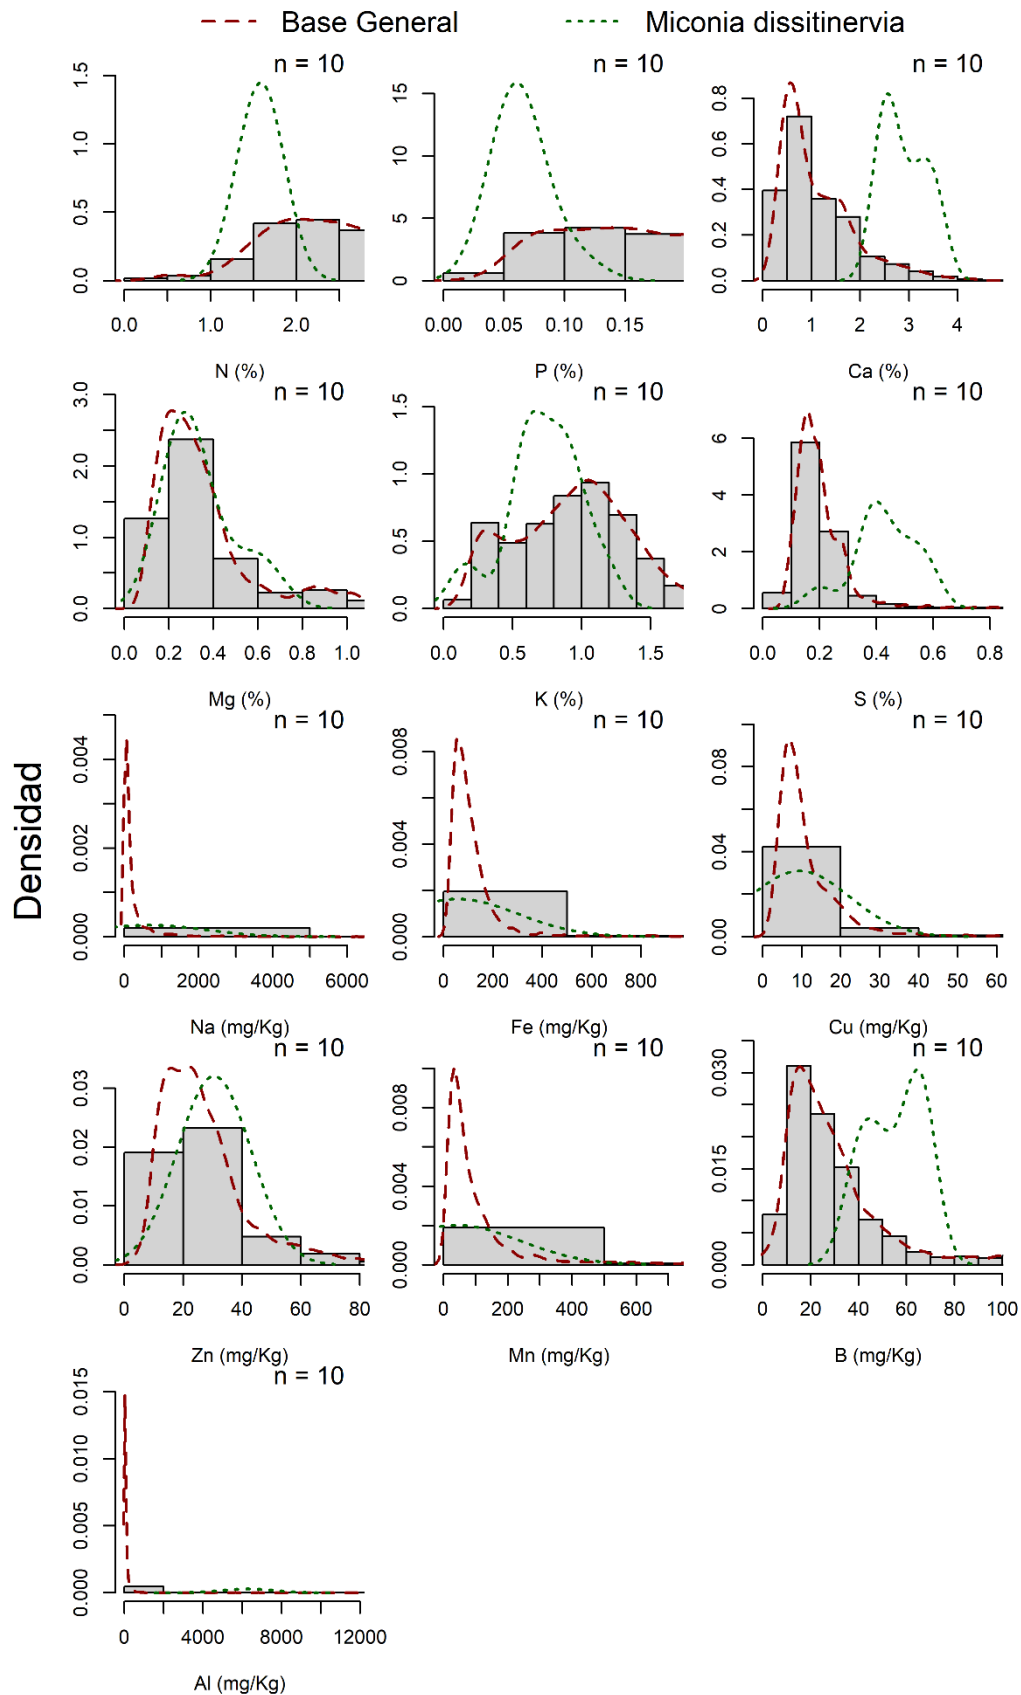 Base General Miconia dissitinervia
n = 10 n = 10 n = 10
0.0 0.5 1.0 1.5
0.0 1.0 2.0
N (%)
0 5 10 15
0.00 0.05 0.10 0.15
P (%)
0.0 0.2 0.4 0.6 0.8
0 1 2 3 4
Ca (%)
n = 10 n = 10 n = 10
0.0 1.0 2.0 3.0
0.0 0.2 0.4 0.6 0.8 1.0
Mg (%)
0.0 0.5 1.0 1.5
0.0 0.5 1.0 1.5
K (%)
0 2 4 6
0.0 0.2 0.4 0.6 0.8
S (%)
Densidad
n = 10 n = 10 n = 10
0.000 0.002 0.004
0 2000 4000 6000
Na (mg/Kg)
0.000 0.004 0.008
0 200 400 600 800
Fe (mg/Kg)
0.00 0.04 0.08
0 10 20 30 40 50 60
Cu (mg/Kg)
n = 10 n = 10 n = 10
0.00 0.01 0.02 0.03
0 20 40 60 80
Zn (mg/Kg)
0.000 0.004 0.008
0 200 400 600
Mn (mg/Kg)
0.000 0.015 0.030
0 20 40 60 80 100
B (mg/Kg)
n = 10
0.000 0.005 0.010 0.015
0 4000 8000 12000
Al (mg/Kg)